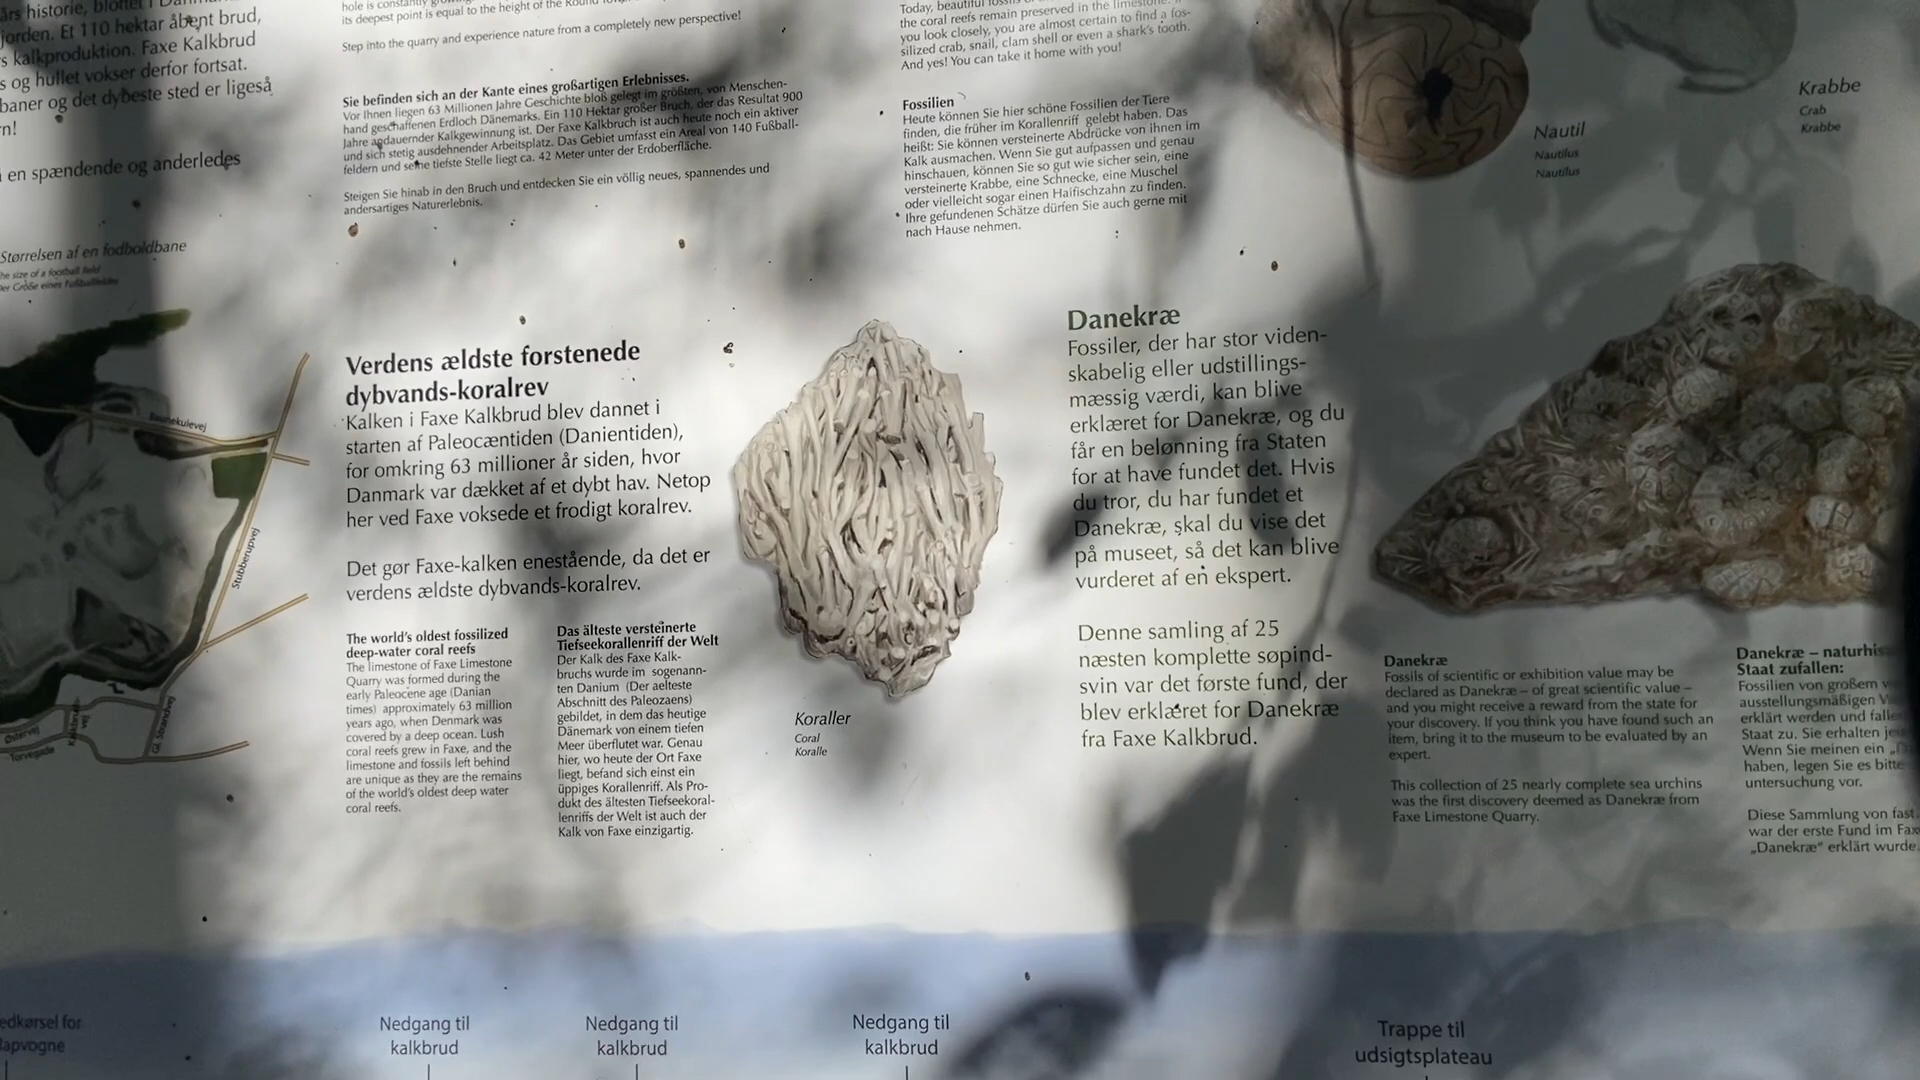 års historie, blottet i
jorden. Et 110 hektar åbent brud,
s kalkproduktion. Faxe Kalkbrud
s og hullet vokser derfor fortsat.
baner og det dybeste sted er ligeså
n!
en spændende og anderledes
Størrelsen af en fodboldbane
he size of a football field
er Größe eines Fußballfeldes
Baunekulevej
Stubberupvej
Gl. Strandvej
Østervej
Torvegade
hole is constantly
its deepest point is equal to the height of the Round
Step into the quarry and experience nature from a completely new perspective!
Sie befinden sich an der Kante eines großartigen Erlebnisses.
Vor Ihnen liegen 63 Millionen Jahre Geschichte bloß gelegt im größten, von Menschen-
hand geschaffenen Erdloch Dänemarks. Ein 110 Hektar großer Bruch, der das Resultat 900
Jahre andauernder Kalkgewinnung ist. Der Faxe Kalkbruch ist auch heute noch ein aktiver
und sich stetig ausdehnender Arbeitsplatz. Das Gebiet umfasst ein Areal von 140 Fußball-
feldern und seine tiefste Stelle liegt ca. 42 Meter unter der Erdoberfläche.
Steigen Sie hinab in den Bruch und entdecken Sie ein völlig neues, spannendes und
andersartiges Naturerlebnis.
Today, beautiful fossils
the coral reefs remain preserved in the limestone.
you look closely, you are almost certain to find a fos-
silized crab, snail, clam shell or even a shark's tooth.
And yes! You can take it home with you!
Fossilien
Heute können Sie hier schöne Fossilien der Tiere
finden, die früher im Korallenriff gelebt haben. Das
heißt: Sie können versteinerte Abdrücke von ihnen im
Kalk ausmachen. Wenn Sie gut aufpassen und genau
hinschauen, können Sie so gut wie sicher sein, eine
versteinerte Krabbe, eine Schnecke, eine Muschel
oder vielleicht sogar einen Haifischzahn zu finden.
Ihre gefundenen Schätze dürfen Sie auch gerne mit
nach Hause nehmen.
Nautil
Nautilus
Nautilus
Krabbe
Crab
Krabbe
Verdens ældste forstenede
dybvands-koralrev
Kalken i Faxe Kalkbrud blev dannet i
starten af Paleocæntiden (Danientiden),
for omkring 63 millioner år siden, hvor
Danmark var dækket af et dybt hav. Netop
her ved Faxe voksede et frodigt koralrev.
Det gør Faxe-kalken enestående, da det er
verdens ældste dybvands-koralrev.
The world's oldest fossilized
deep-water coral reefs
The limestone of Faxe Limestone
Quarry was formed during the
early Paleocene age (Danian
times) approximately 63 million
years ago, when Denmark was
covered by a deep ocean. Lush
coral reefs grew in Faxe, and the
limestone and fossils left behind
are unique as they are the remains
of the world's oldest deep water
coral reefs.
Das älteste versteinerte
Tiefseekorallenriff der Welt
Der Kalk des Faxe Kalk-
bruchs wurde im sogenann-
ten Danium (Der aelteste
Abschnitt des Paleozaens)
gebildet, in dem das heutige
Dänemark von einem tiefen
Meer überflutet war. Genau
hier, wo heute der Ort Faxe
liegt, befand sich einst ein
üppiges Korallenriff. Als Pro-
dukt des ältesten Tiefseekoral-
lenriffs der Welt ist auch der
Kalk von Faxe einzigartig.
Koraller
Coral
Koralle
Danekræ
Fossiler, der har stor viden-
skabelig eller udstillings-
mæssig værdi, kan blive
erklæret for Danekræ, og du
får en belønning fra Staten
for at have fundet det. Hvis
du tror, du har fundet et
Danekræ, skal du vise det
på museet, så det kan blive
vurderet af en ekspert.
Denne samling af 25
næsten komplette søpind-
svin var det første fund, der
blev erklæret for Danekræ
fra Faxe Kalkbrud.
Danekræ
Fossils of scientific or exhibition value may be
declared as Danekræ – of great scientific value –
and you might receive a reward from the state for
your discovery. If you think you have found such an
item, bring it to the museum to be evaluated by an
expert.
This collection of 25 nearly complete sea urchins
was the first discovery deemed as Danekræ from
Faxe Limestone Quarry.
Danekræ – naturhis
Staat zufallen:
Fossilien von großem
ausstellungsmäßigen
erklärt werden und falle
Staat zu. Sie erhalten
Wenn Sie meinen ein
haben, legen Sie es bitte
untersuchung vor.
Diese Sammlung von fast
war der erste Fund im Fax
„Danekræ“ erklärt wurde.
edkørsel for
lapvogne
Nedgang til
kalkbrud
Nedgang til
kalkbrud
Nedgang til
kalkbrud
Trappe til
udsigtsplateau